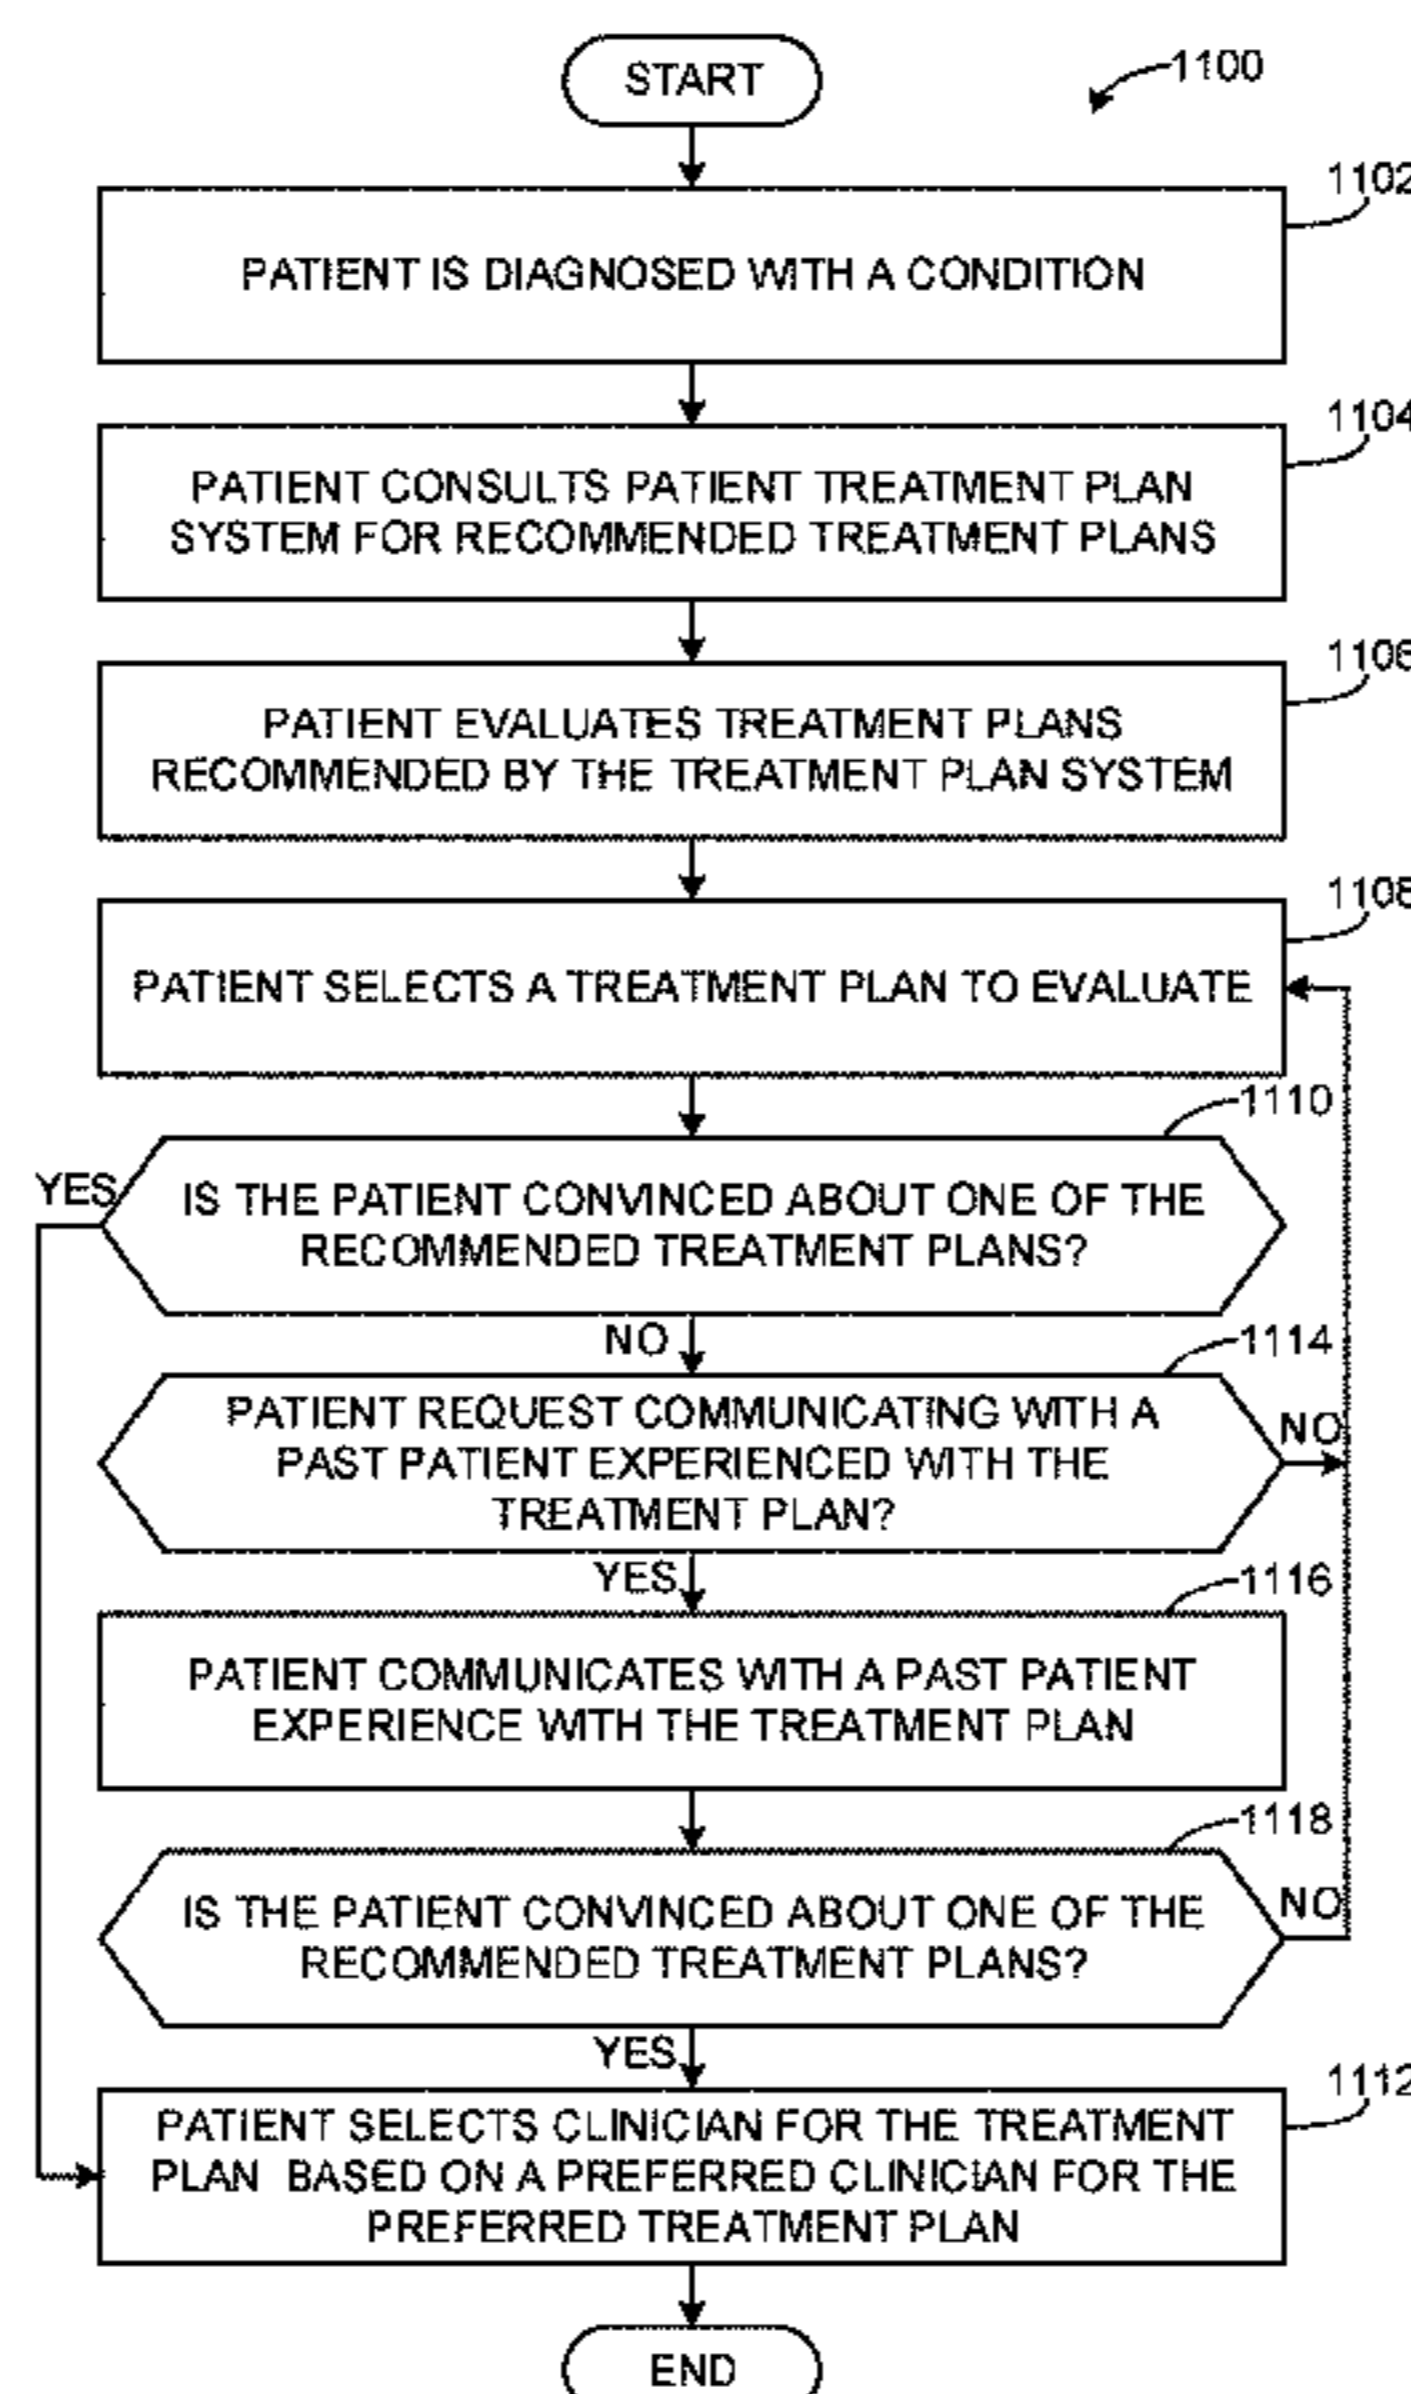 START
1100
1102
PATIENT IS DIAGNOSED WITH A CONDITION
1104
PATIENT CONSULTS PATIENT TREATMENT PLAN
SYSTEM FOR RECOMMENDED TREATMENT PLANS
1106
PATIENT EVALUATES TREATMENT PLANS
RECOMMENDED BY THE TREATMENT PLAN SYSTEM
1108
PATIENT SELECTS A TREATMENT PLAN TO EVALUATE
1110
YES
IS THE PATIENT CONVINCED ABOUT ONE OF THE
RECOMMENDED TREATMENT PLANS?
NO
1114
PATIENT REQUEST COMMUNICATING WITH A
PAST PATIENT EXPERIENCED WITH THE
TREATMENT PLAN?
NO
YES
1116
PATIENT COMMUNICATES WITH A PAST PATIENT
EXPERIENCE WITH THE TREATMENT PLAN
1118
IS THE PATIENT CONVINCED ABOUT ONE OF THE
RECOMMENDED TREATMENT PLANS?
NO
YES
1112
PATIENT SELECTS CLINICIAN FOR THE TREATMENT
PLAN BASED ON A PREFERRED CLINICIAN FOR THE
PREFERRED TREATMENT PLAN
END